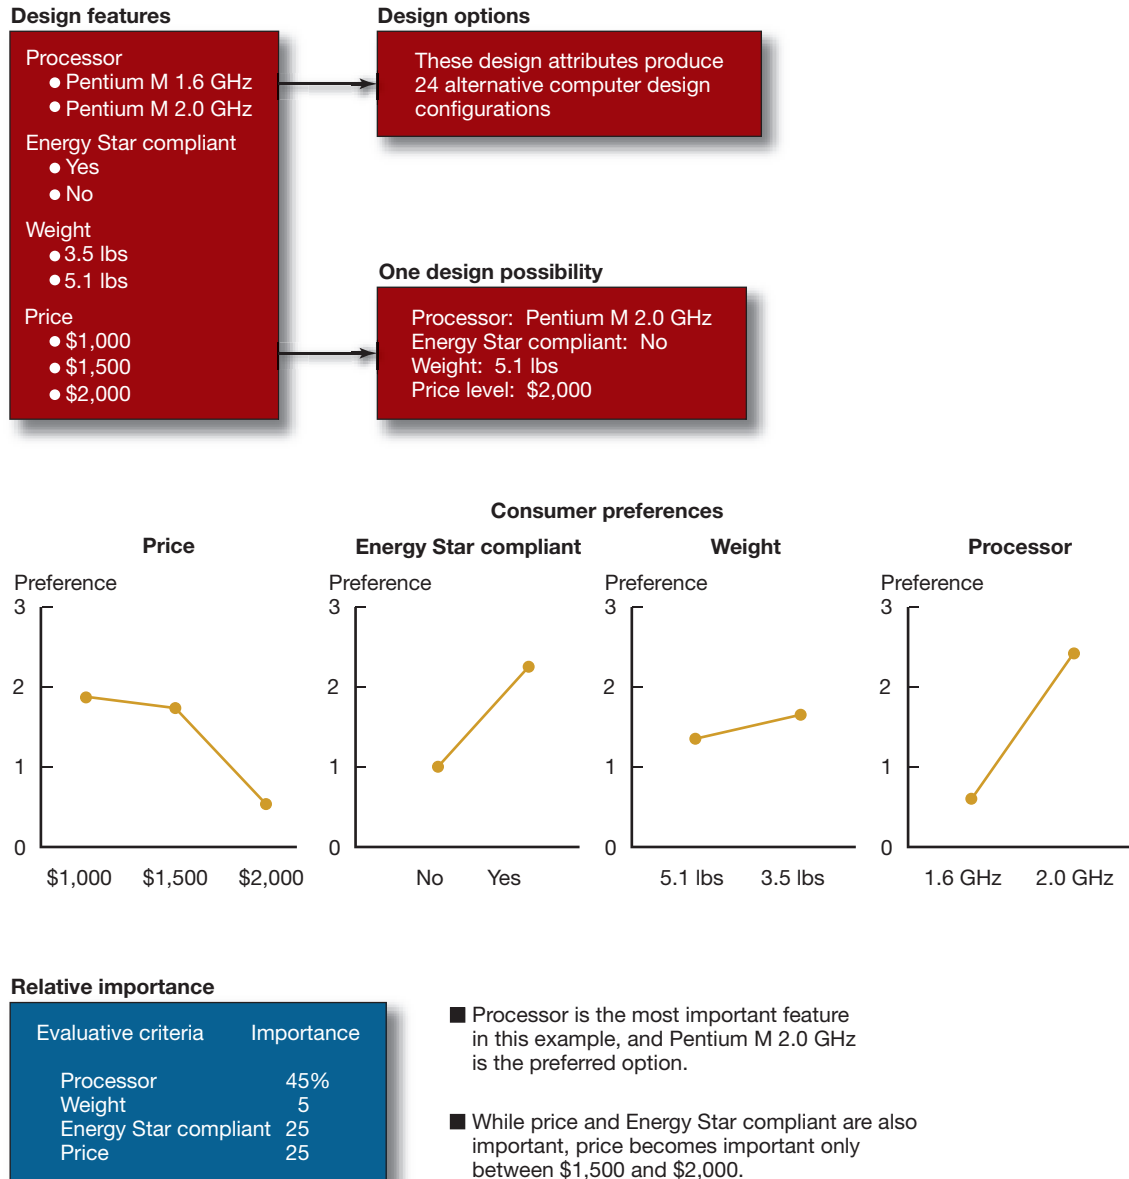 Design features
Processor
● Pentium M 1.6 GHz
● Pentium M 2.0 GHz
Energy Star compliant
● Yes
● No
Weight
● 3.5 lbs
● 5.1 lbs
Price
● $1,000
● $1,500
● $2,000
Design options
These design attributes produce
24 alternative computer design
configurations
One design possibility
Processor: Pentium M 2.0 GHz
Energy Star compliant: No
Weight: 5.1 lbs
Price level: $2,000
Consumer preferences
Price
Preference
3
2
1
0
$1,000 $1,500 $2,000
Energy Star compliant
Preference
3
2
1
0
No Yes
Weight
Preference
3
2
1
0
5.1 lbs 3.5 lbs
Processor
Preference
3
2
1
0
1.6 GHz 2.0 GHz
Relative importance
Evaluative criteria Importance
Processor 45%
Weight 5
Energy Star compliant 25
Price 25
■ Processor is the most important feature
in this example, and Pentium M 2.0 GHz
is the preferred option.
■ While price and Energy Star compliant are also
important, price becomes important only
between $1,500 and $2,000.